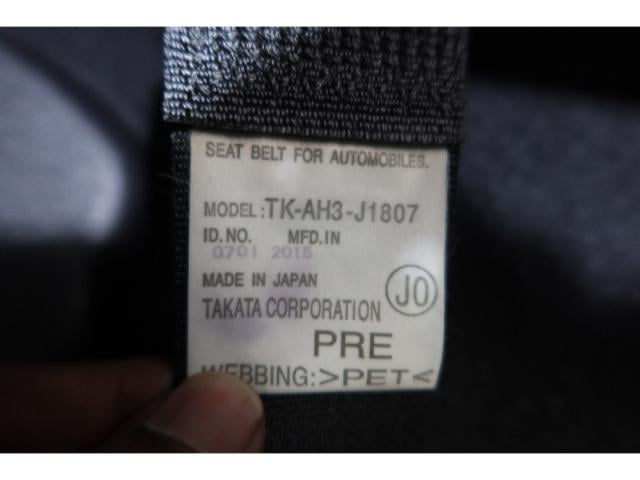 SEAT BELT FOR AUTOMOBILES.
MODEL:TK-AH3-J1807
ID.NO. MFD.IN
0701 2015
MADE IN JAPAN
JO
TAKATA CORPORATION
PRE
WEBBING:>PET<